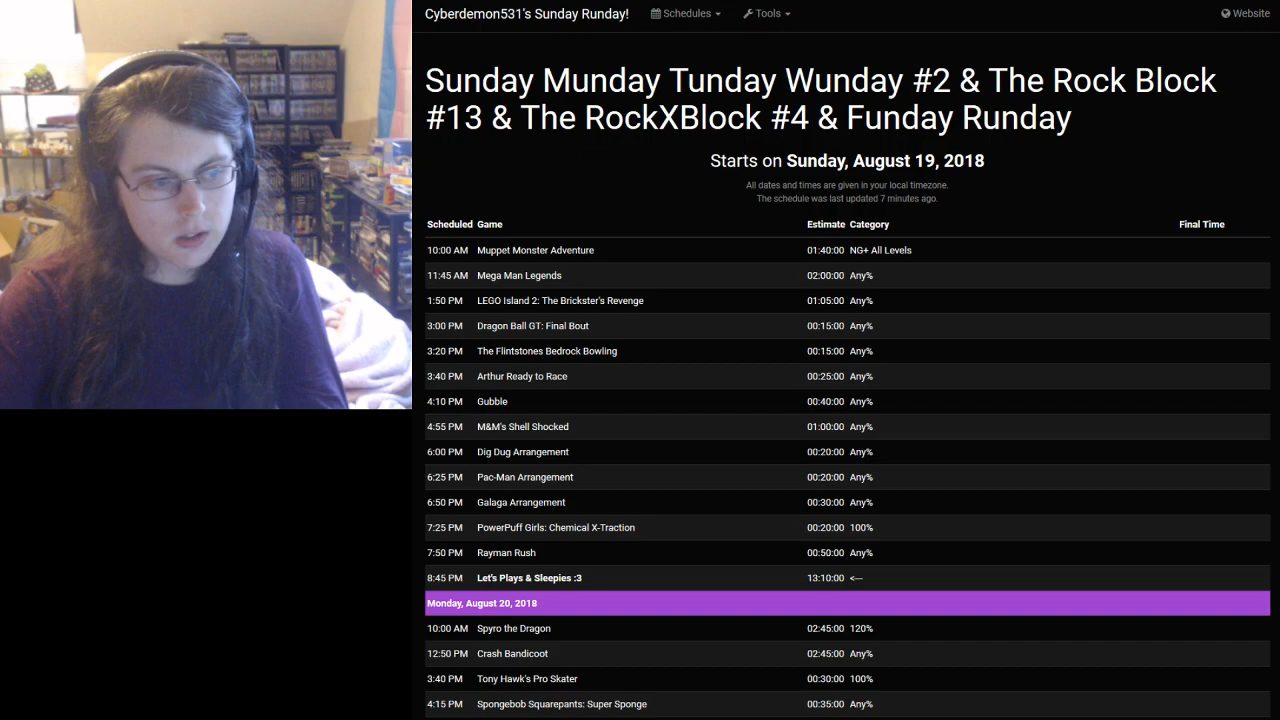 Cyberdemon531's Sunday Runday! Schedules Tools Website
Sunday Munday Tunday Wunday #2 & The Rock Block
#13 & The RockXBlock #4 & Funday Runday
Starts on Sunday, August 19, 2018
All dates and times are given in your local timezone.
The schedule was last updated 7 minutes ago.
Scheduled Game Estimate Category Final Time
10:00 AM Muppet Monster Adventure 01:40:00 NG+ All Levels
11:45 AM Mega Man Legends 02:00:00 Any%
1:50 PM LEGO Island 2: The Brickster's Revenge 01:05:00 Any%
3:00 PM Dragon Ball GT: Final Bout 00:15:00 Any%
3:20 PM The Flintstones Bedrock Bowling 00:15:00 Any%
3:40 PM Arthur Ready to Race 00:25:00 Any%
4:10 PM Gubble 00:40:00 Any%
4:55 PM M&M's Shell Shocked 01:00:00 Any%
6:00 PM Dig Dug Arrangement 00:20:00 Any%
6:25 PM Pac-Man Arrangement 00:20:00 Any%
6:50 PM Galaga Arrangement 00:30:00 Any%
7:25 PM PowerPuff Girls: Chemical X-Traction 00:20:00 100%
7:50 PM Rayman Rush 00:50:00 Any%
8:45 PM Let's Plays & Sleepies :3 13:10:00 <---
Monday, August 20, 2018
10:00 AM Spyro the Dragon 02:45:00 120%
12:50 PM Crash Bandicoot 02:45:00 Any%
3:40 PM Tony Hawk's Pro Skater 00:30:00 100%
4:15 PM Spongebob Squarepants: Super Sponge 00:35:00 Any%